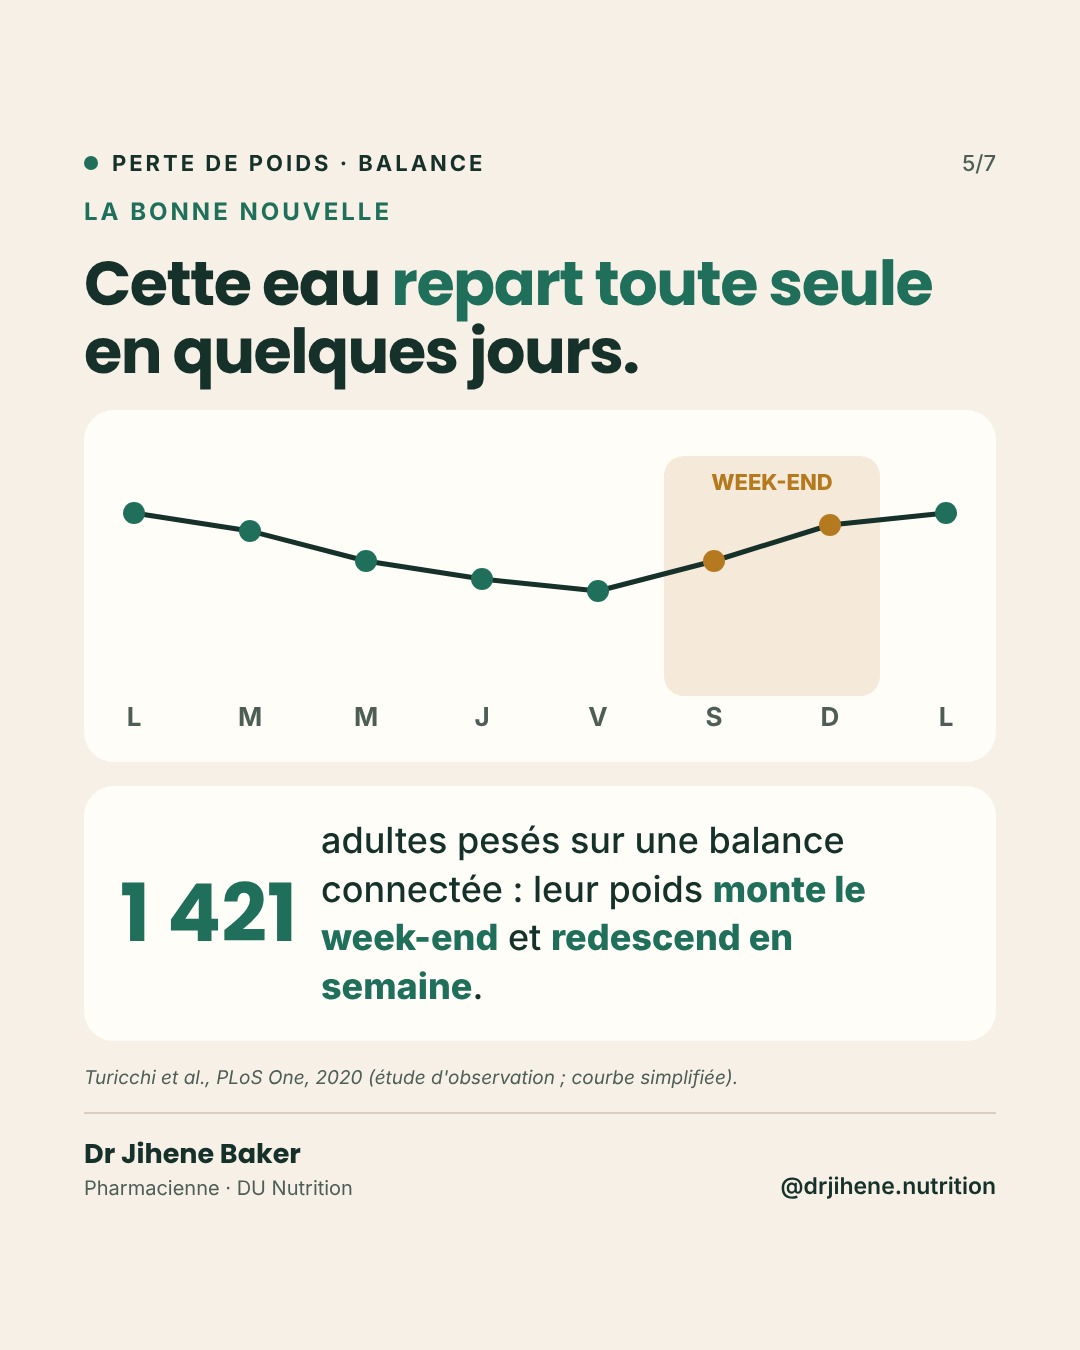 PERTE DE POIDS · BALANCE
5/7
LA BONNE NOUVELLE
Cette eau repart toute seule
en quelques jours.
WEEK-END
L M M J V S D L
1 421
adultes pesés sur une balance
connectée : leur poids monte le
week-end et redescend en
semaine.
Turicchi et al., PLoS One, 2020 (étude d'observation ; courbe simplifiée).
Dr Jihene Baker
Pharmacienne · DU Nutrition
@drjihene.nutrition